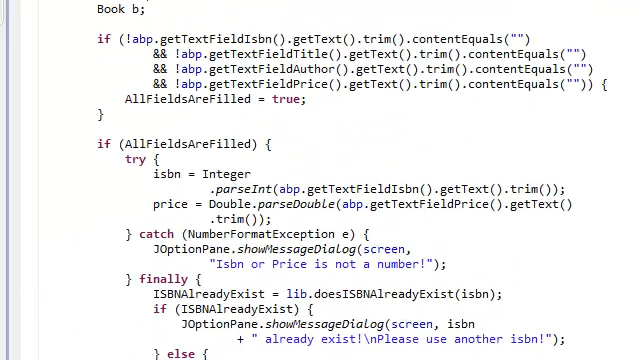 Book b;
if (!abp.getTextFieldIsbn().getText().trim().contentEquals("")
&& !abp.getTextFieldTitle().getText().trim().contentEquals("")
&& !abp.getTextFieldAuthor().getText().trim().contentEquals("")
&& !abp.getTextFieldPrice().getText().trim().contentEquals("")) {
AllFieldsAreFilled = true;
}
if (AllFieldsAreFilled) {
try {
isbn = Integer
.parseInt(abp.getTextFieldIsbn().getText().trim());
price = Double.parseDouble(abp.getTextFieldPrice().getText()
.trim());
} catch (NumberFormatException e) {
JOptionPane.showMessageDialog(screen,
"Isbn or Price is not a number!");
} finally {
ISBNAlreadyExist = lib.doesISBNAlreadyExist(isbn);
if (ISBNAlreadyExist) {
JOptionPane.showMessageDialog(screen, isbn
+ " already exist!\nPlease use another isbn!");
} else {